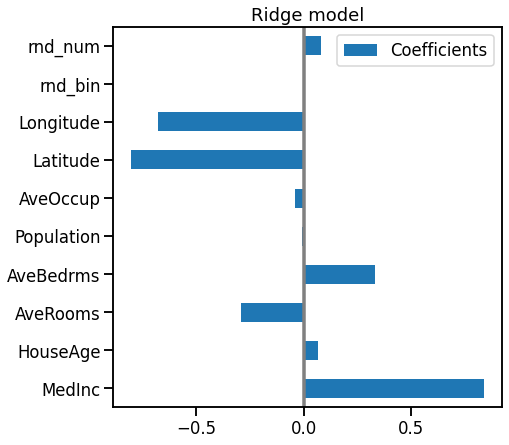 Ridge model
Coefficients
rnd_num
rnd_bin
Longitude
Latitude
AveOccup
Population
AveBedrms
AveRooms
HouseAge
MedInc
−0.5 0.0 0.5